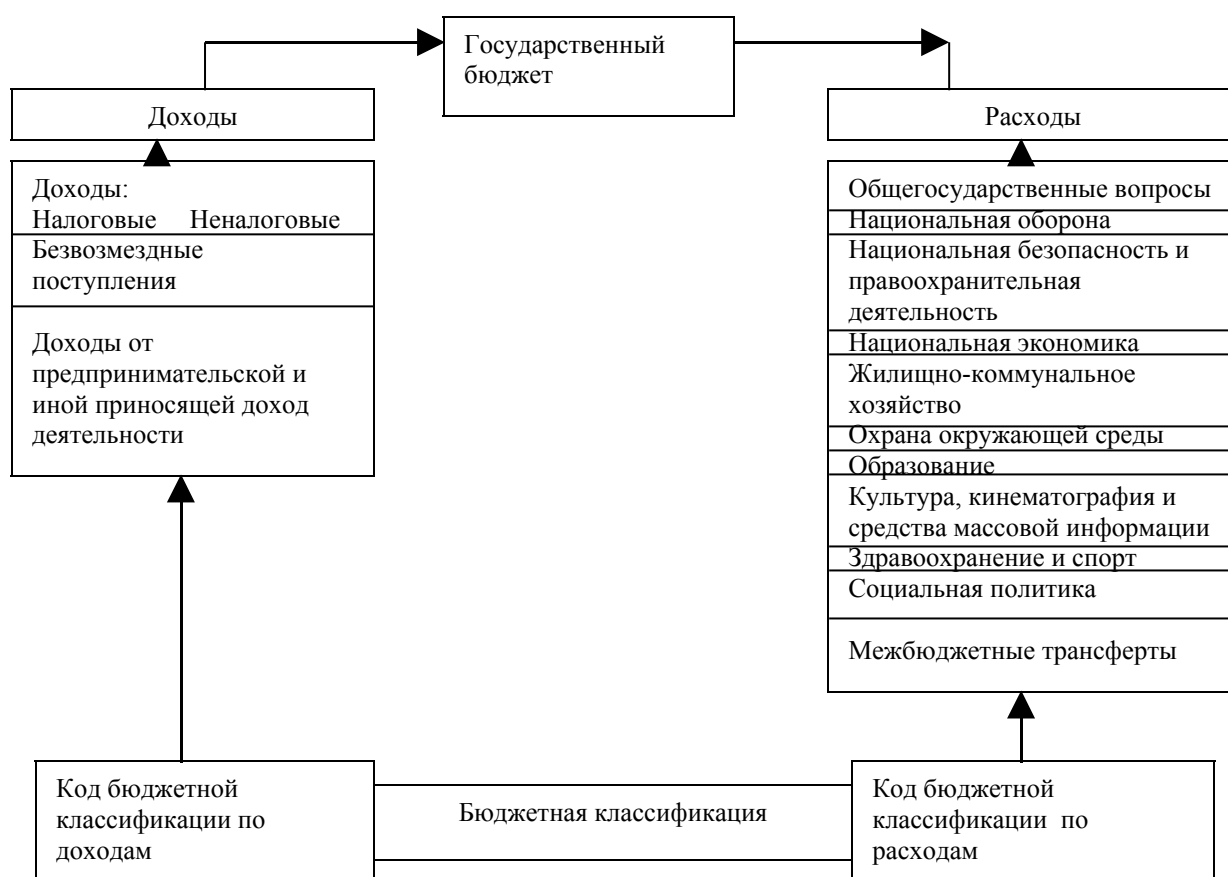 Государственный
бюджет
Доходы
Расходы
Доходы:
Налоговые Неналоговые
Безвозмездные
поступления
Доходы от
предпринимательской и
иной приносящей доход
деятельности
Общегосударственные вопросы
Национальная оборона
Национальная безопасность и
правоохранительная
деятельность
Национальная экономика
Жилищно-коммунальное
хозяйство
Охрана окружающей среды
Образование
Культура, кинематография и
средства массовой информации
Здравоохранение и спорт
Социальная политика
Межбюджетные трансферты
Код бюджетной
классификации по
доходам
Бюджетная классификация
Код бюджетной
классификации по
расходам